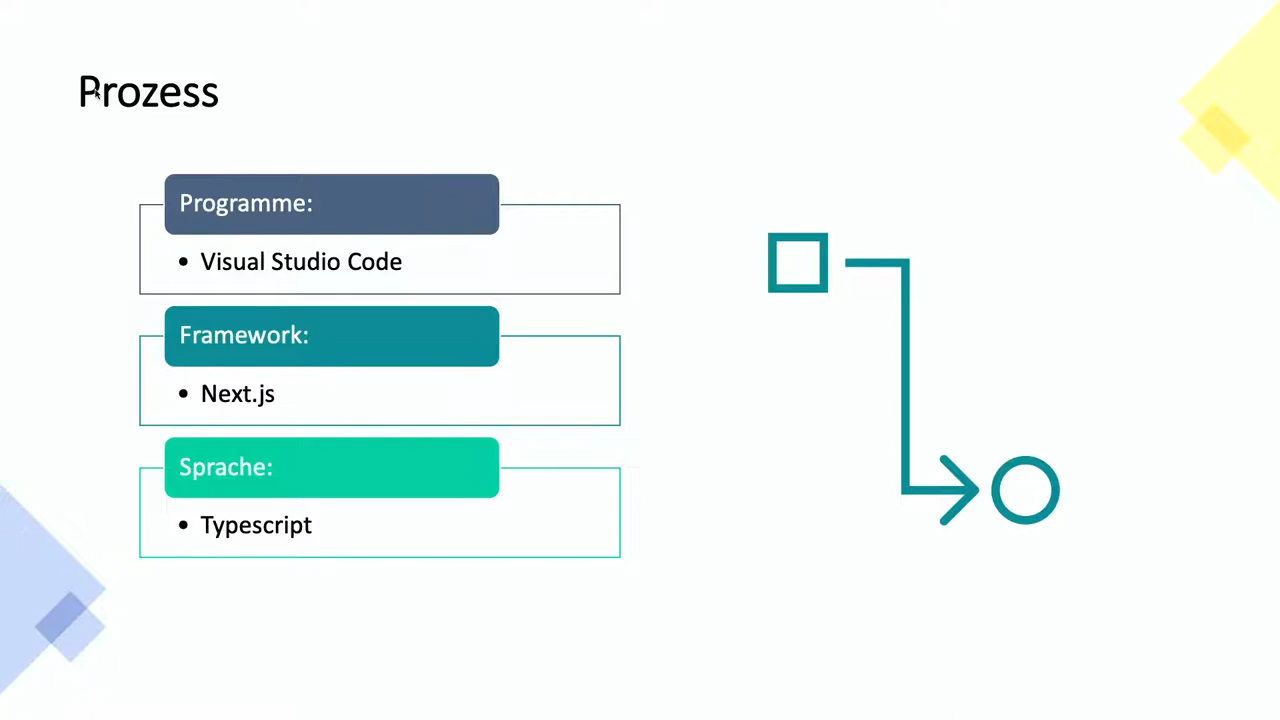 Prozess
Programme:
• Visual Studio Code
Framework:
• Next.js
Sprache:
• Typescript